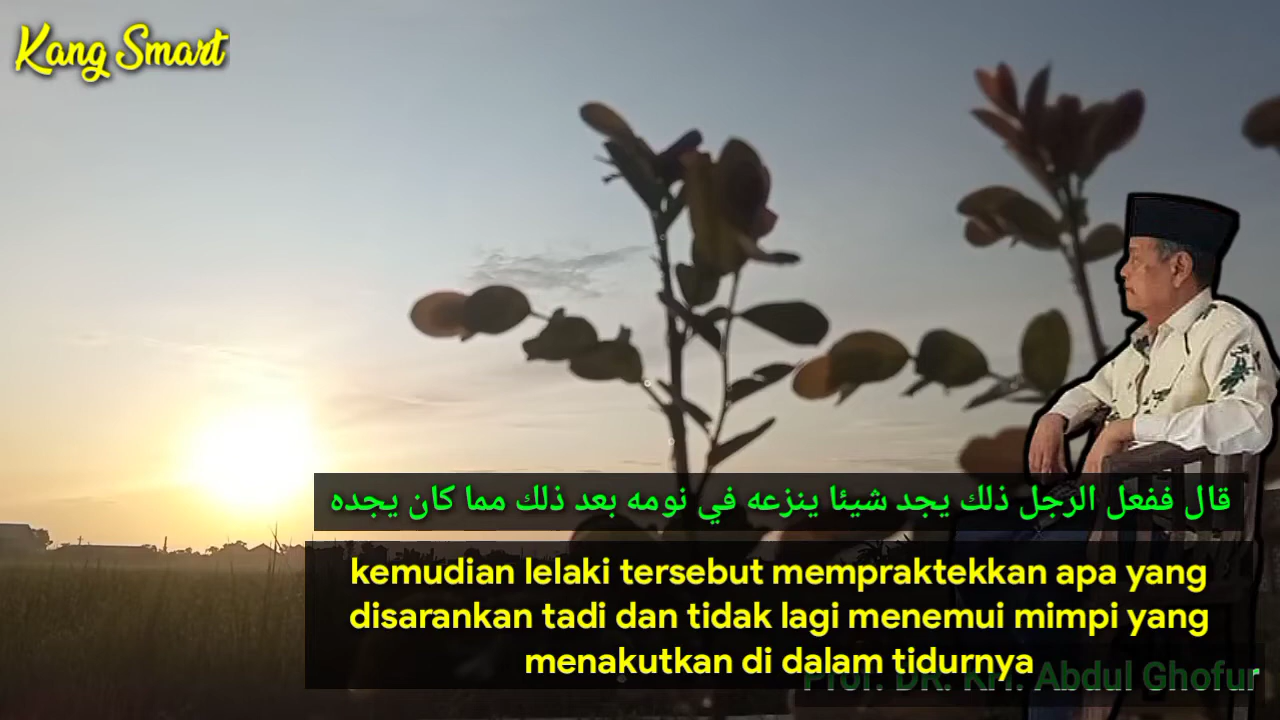 Kang Smart
قال ففعل الرجل ذلك يجد شيئا ينزعه في نومه بعد ذلك مما كان يجده
kemudian lelaki tersebut mempraktekkan apa yang
disarankan tadi dan tidak lagi menemui mimpi yang
menakutkan di dalam tidurnya
Prof. DR. KH. Abdul Ghofur